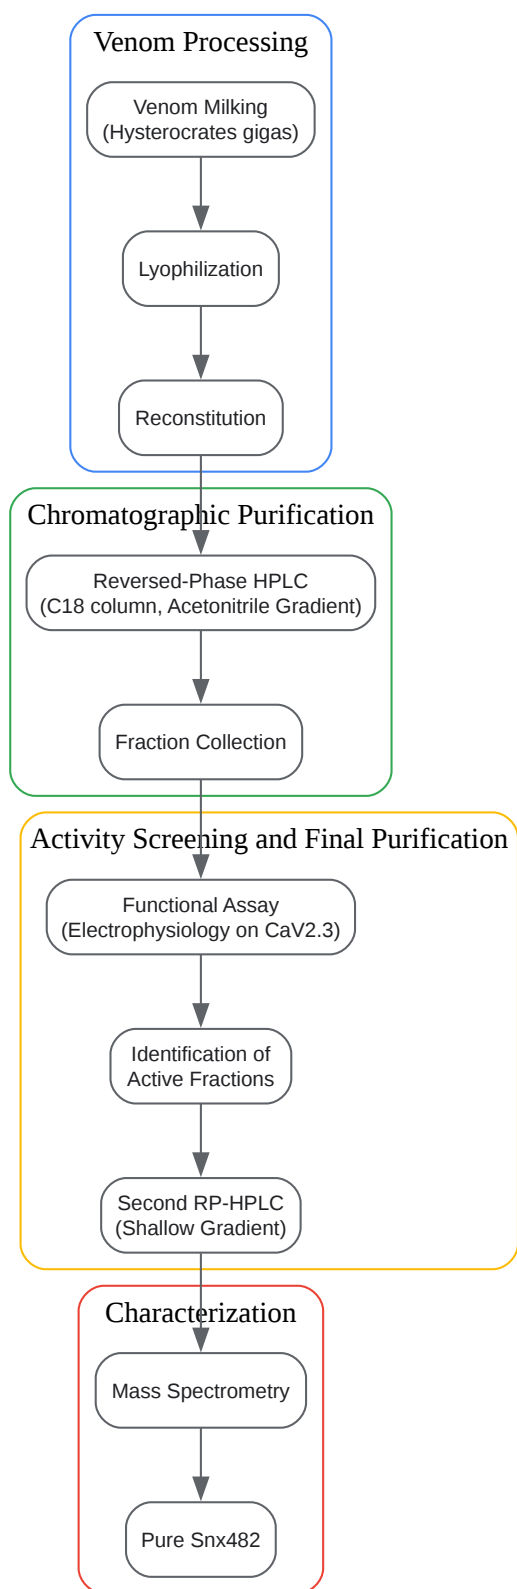 Venom Processing
Venom Milking
(Hysterocrates gigas)
Lyophilization
Reconstitution
Chromatographic Purification
Reversed-Phase HPLC
(C18 column, Acetonitrile Gradient)
Fraction Collection
Activity Screening and Final Purification
Functional Assay
(Electrophysiology on CaV2.3)
Identification of
Active Fractions
Second RP-HPLC
(Shallow Gradient)
Characterization
Mass Spectrometry
Pure Snx482